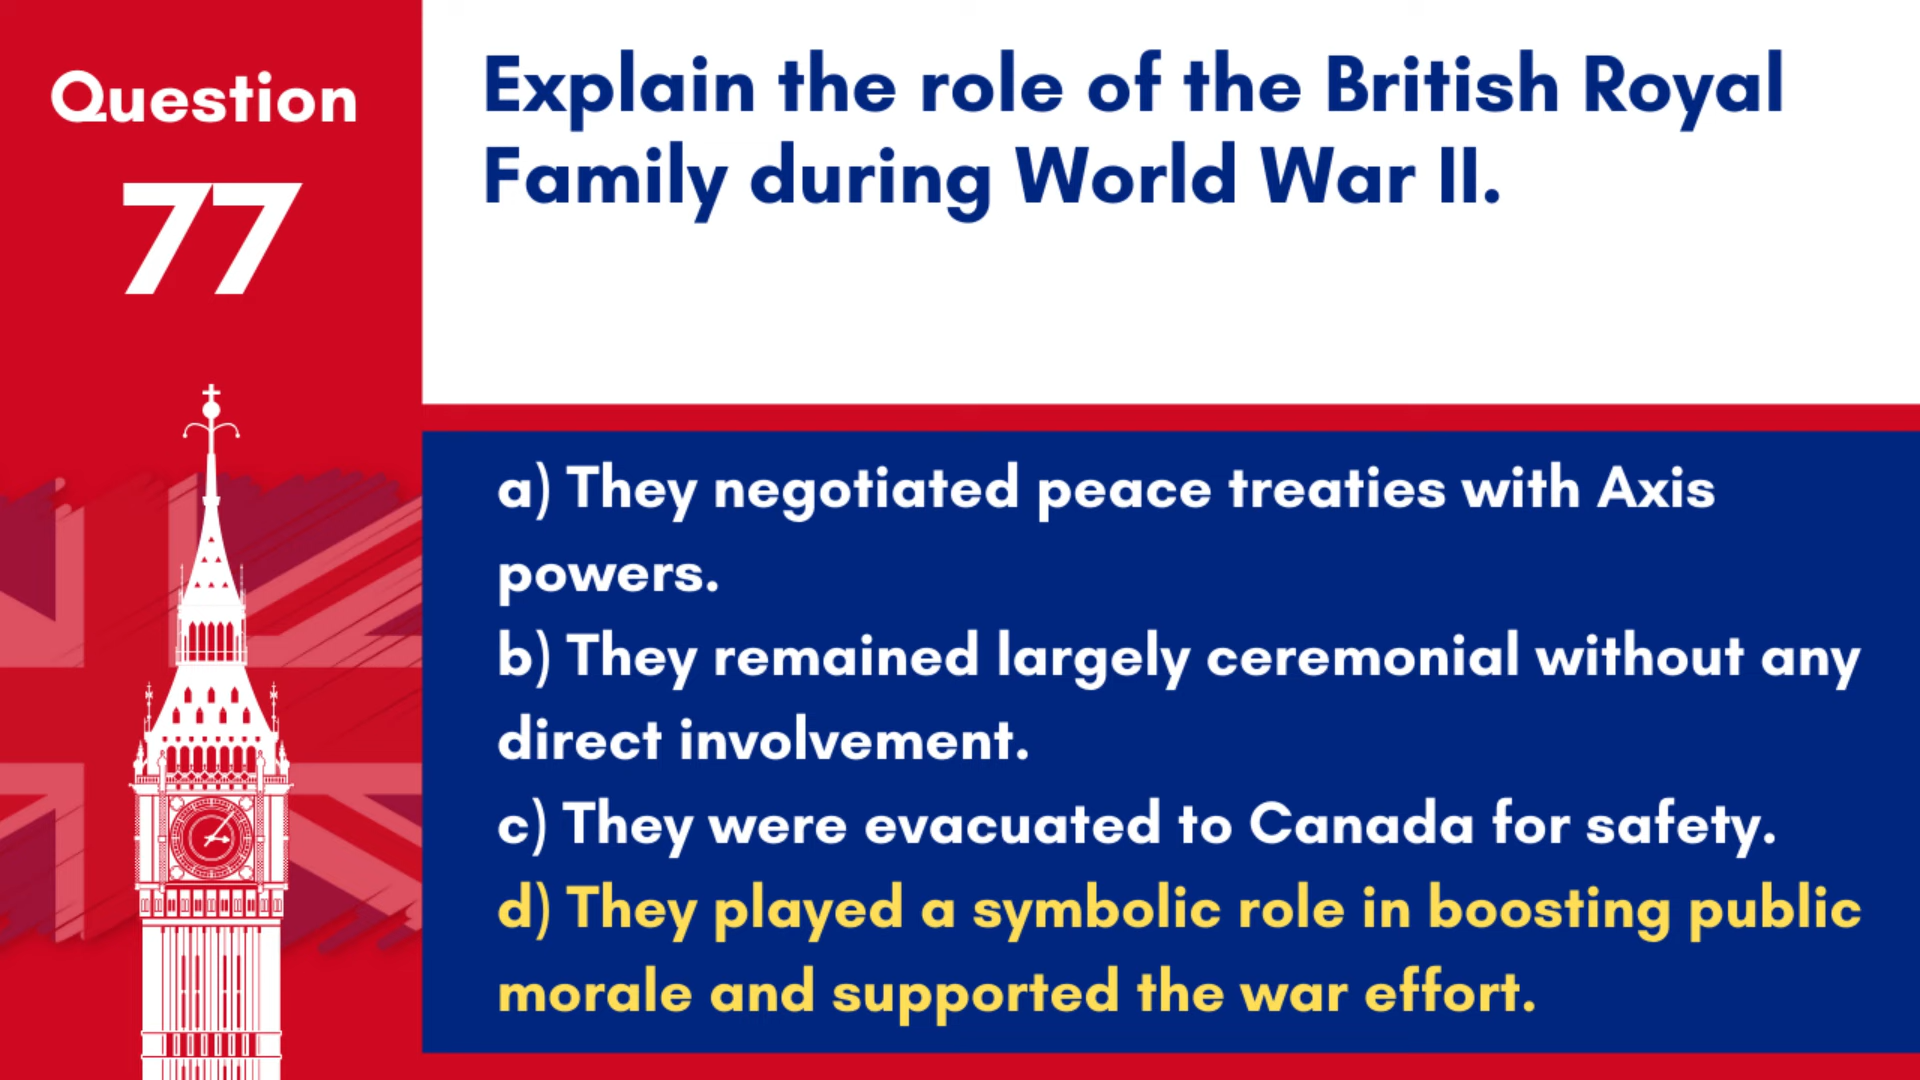 Question
77
Explain the role of the British Royal
Family during World War II.
a) They negotiated peace treaties with Axis
powers.
b) They remained largely ceremonial without any
direct involvement.
c) They were evacuated to Canada for safety.
d) They played a symbolic role in boosting public
morale and supported the war effort.